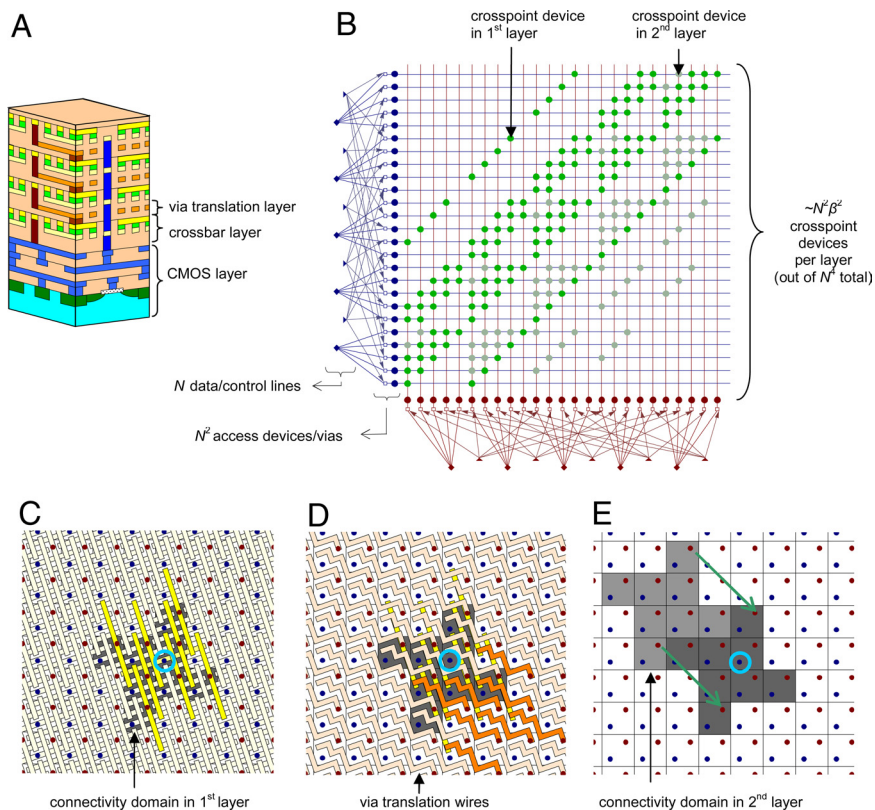 A
via translation layer
crossbar layer
CMOS layer
B
crosspoint device
in 1st layer
crosspoint device
in 2nd layer
~N²β²
crosspoint
devices
per layer
(out of N⁴ total)
N data/control lines
N² access devices/vias
C
connectivity domain in 1st layer
D
via translation wires
E
connectivity domain in 2nd layer